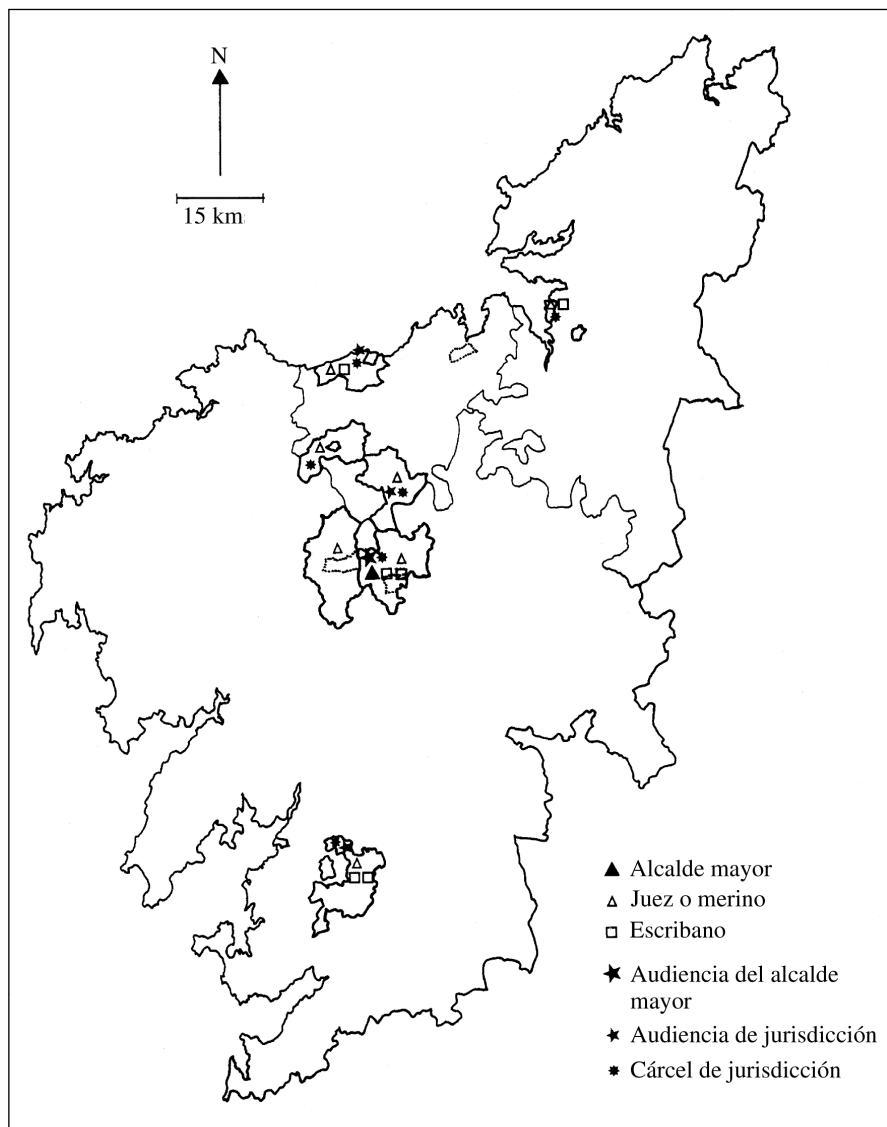 N
15 km
Alcalde mayor
Juez o merino
Escribano
Audiencia del alcalde
mayor
Audiencia de jurisdicción
Cárcel de jurisdicción